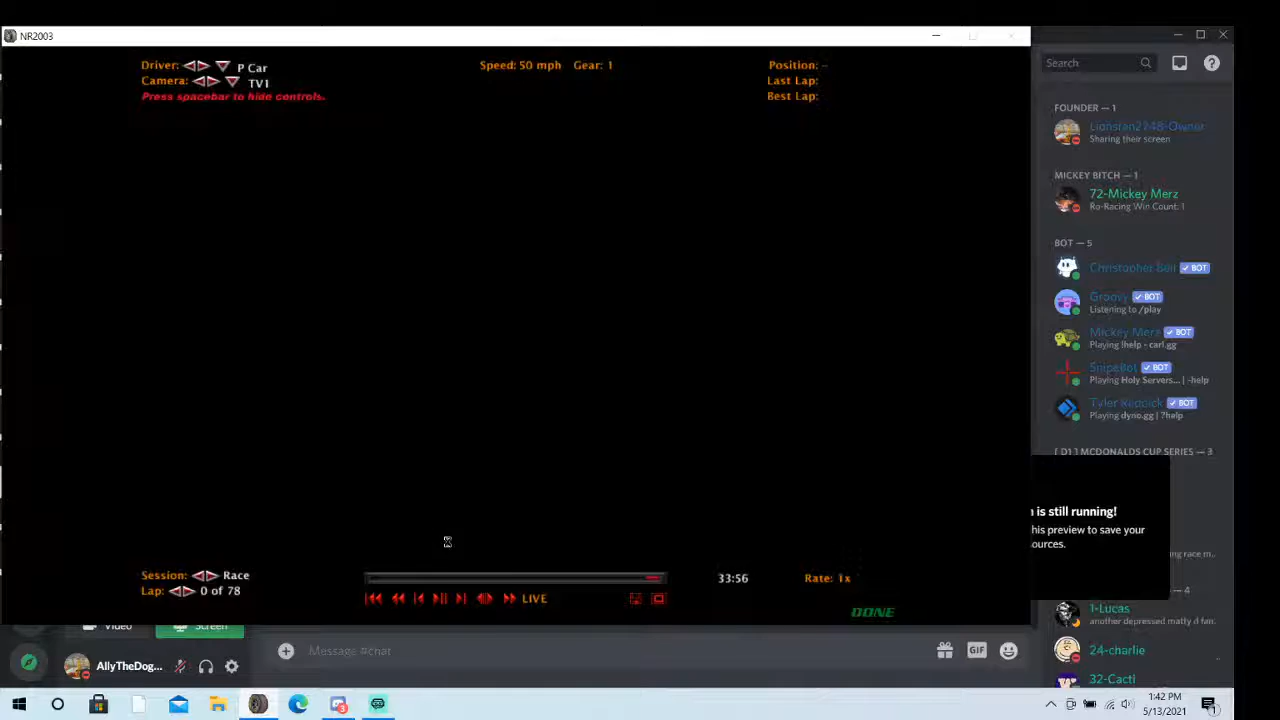 NR2003
Driver: P Car
Camera: TV1
Press spacebar to hide controls.
Speed: 50 mph Gear: 1
Position: --
Last Lap:
Best Lap:
Session: Race
Lap: 0 of 78
LIVE
33:56
Rate: 1x
DONE
Search
FOUNDER — 1
Lionsfan2748-Owner
Sharing their screen
MICKEY BITCH — 1
72-Mickey Merz
Ro-Racing Win Count: 1
BOT — 5
Christopher Bell BOT
Groovy BOT
Listening to /play
Mickey Merz BOT
Playing !help - carl.gg
SnipeBot BOT
Playing Holy Servers... | -help
Tyler Reddick BOT
Playing dyno.gg | ?help
[ D1 ] MCDONALDS CUP SERIES — 3
is still running!
his preview to save your
ources.
ing race m..
- 4
1-Lucas
another depressed matty d fan.
24-charlie
32-Cacti
Video
Screen
AllyTheDog...
Message #chat
GIF
1:42 PM
5/13/2021